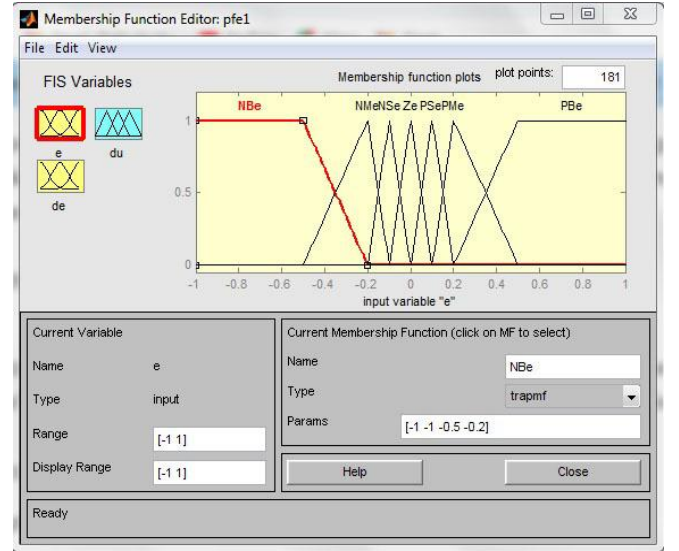 Membership Function Editor: pfe1
File Edit View
FIS Variables
e
du
de
Membership function plots
plot points:
181
NBe
NMeNSe Ze PSePMe
PBe
1
0.5
0
-1 -0.8 -0.6 -0.4 -0.2 0 0.2 0.4 0.6 0.8 1
input variable "e"
Current Variable
Name e
Type input
Range [-1 1]
Display Range [-1 1]
Current Membership Function (click on MF to select)
Name NBe
Type trapmf
Params [-1 -1 -0.5 -0.2]
Help
Close
Ready